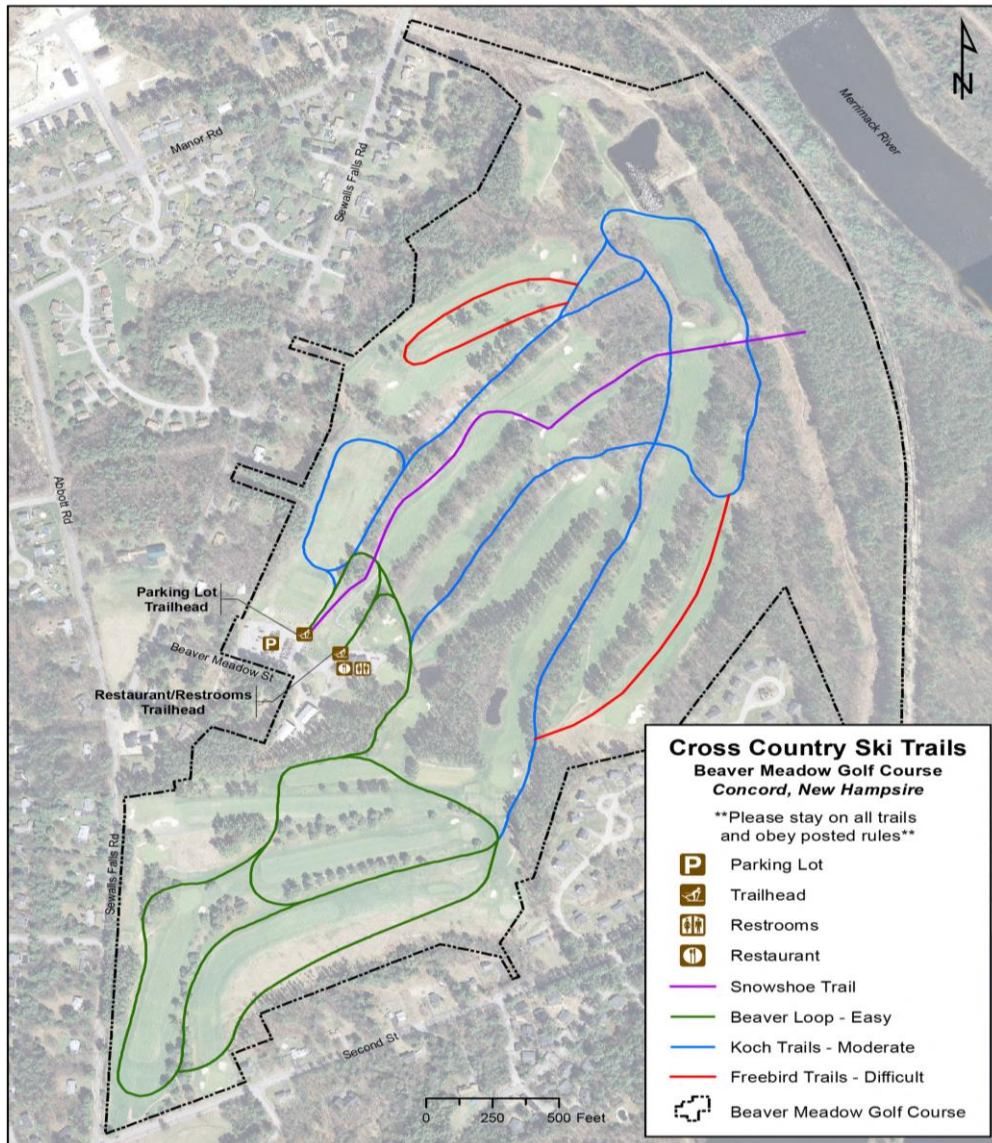 N
Merrimack River
Manor Rd
Sewalls Falls Rd
Abbott Rd
Parking Lot
Trailhead
P
Beaver Meadow St
Restaurant/Restrooms
Trailhead
Sewalls Falls Rd
Second St
0 250 500 Feet
Cross Country Ski Trails
Beaver Meadow Golf Course
Concord, New Hampsire
**Please stay on all trails
and obey posted rules**
P Parking Lot
Trailhead
Restrooms
Restaurant
Snowshoe Trail
Beaver Loop - Easy
Koch Trails - Moderate
Freebird Trails - Difficult
Beaver Meadow Golf Course